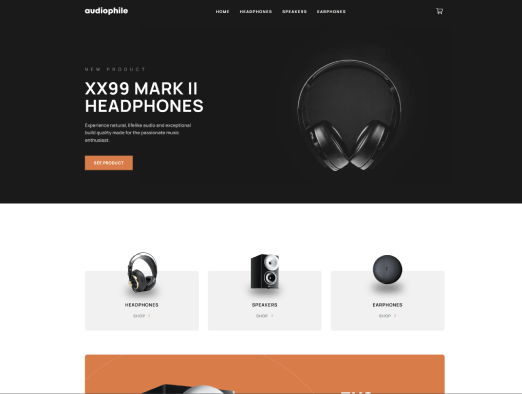 audiophile
HOME HEADPHONES SPEAKERS EARPHONES
NEW PRODUCT
XX99 MARK II
HEADPHONES
Experience natural, lifelike audio and exceptional
build quality made for the passionate music
enthusiast.
SEE PRODUCT
HEADPHONES
SHOP
SPEAKERS
SHOP
EARPHONES
SHOP